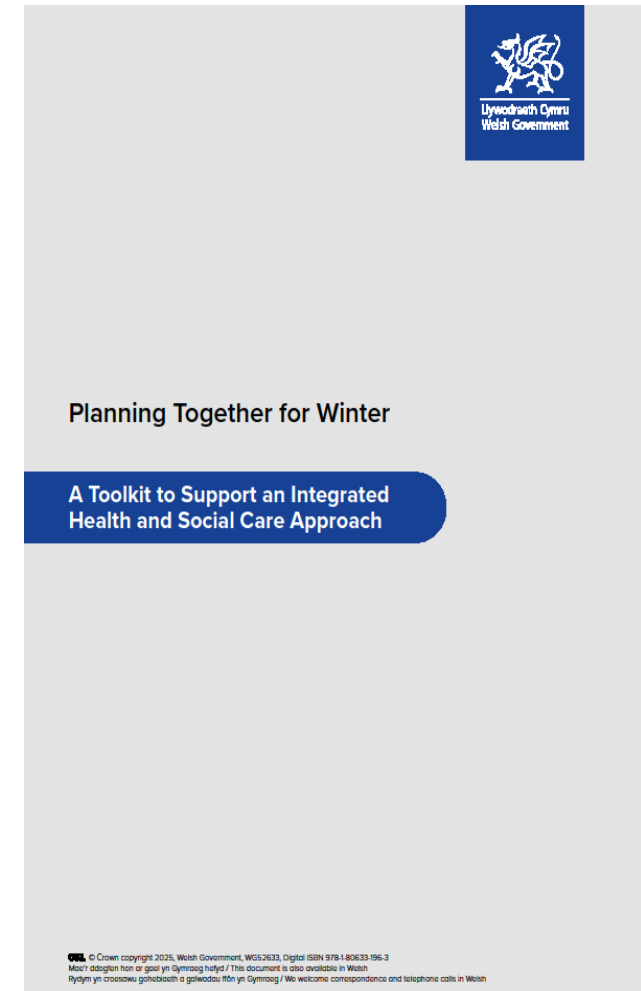 Llywodraeth Cymru
Welsh Government
Planning Together for Winter
A Toolkit to Support an Integrated
Health and Social Care Approach
OGL © Crown copyright 2025, Welsh Government, WG52633, Digital ISBN 978-1-80633-196-3
Mae'r ddogfen hon ar gael yn Gymraeg hefyd / This document is also available in Welsh
Rydym yn croesawu gohebiaeth a galwadau ffôn yn Gymraeg / We welcome correspondence and telephone calls in Welsh